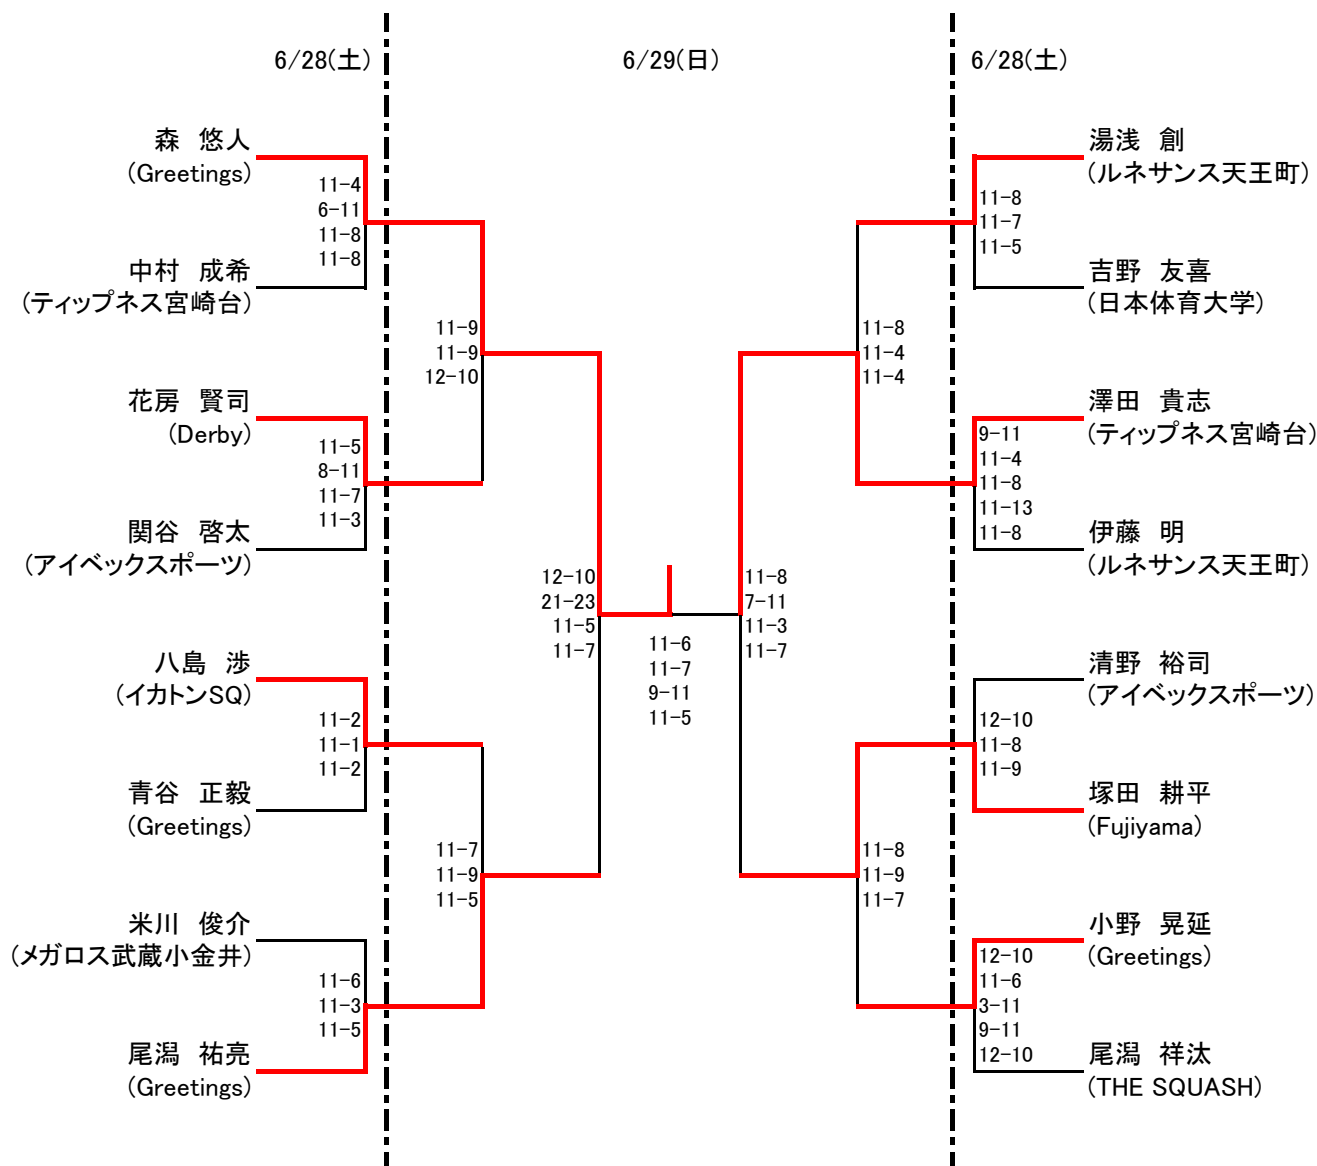 6/28(土)
6/29(日)
6/28(土)
森　悠人
(Greetings)
11-4
6-11
11-8
11-8
中村　成希
(ティップネス宮崎台)
11-9
11-9
12-10
花房　賢司
(Derby)
11-5
8-11
11-7
11-3
関谷　啓太
(アイベックスポーツ)
12-10
21-23
11-5
11-7
八島　渉
(イカトンSQ)
11-2
11-1
11-2
青谷　正毅
(Greetings)
11-7
11-9
11-5
米川　俊介
(メガロス武蔵小金井)
11-6
11-3
11-5
尾潟　祐亮
(Greetings)
11-6
11-7
9-11
11-5
湯浅　創
(ルネサンス天王町)
11-8
11-7
11-5
吉野　友喜
(日本体育大学)
11-8
11-4
11-4
澤田　貴志
(ティップネス宮崎台)
9-11
11-4
11-8
11-13
11-8
伊藤　明
(ルネサンス天王町)
11-8
7-11
11-3
11-7
清野　裕司
(アイベックスポーツ)
12-10
11-8
11-9
塚田　耕平
(Fujiyama)
11-8
11-9
11-7
小野　晃延
(Greetings)
12-10
11-6
3-11
9-11
12-10
尾潟　祥汰
(THE SQUASH)